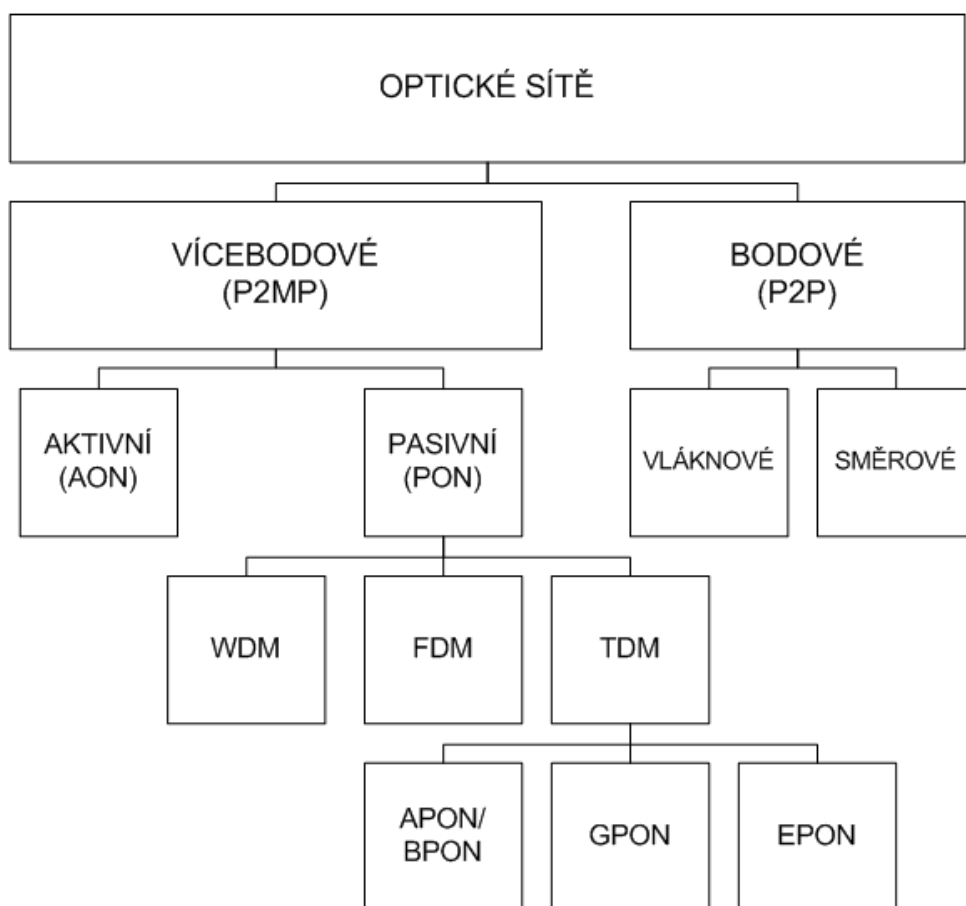 OPTICKÉ SÍTĚ
VÍCEBODOVÉ
(P2MP)
BODOVÉ
(P2P)
AKTIVNÍ
(AON)
PASIVNÍ
(PON)
VLÁKNOVÉ
SMĚROVÉ
WDM
FDM
TDM
APON/
BPON
GPON
EPON